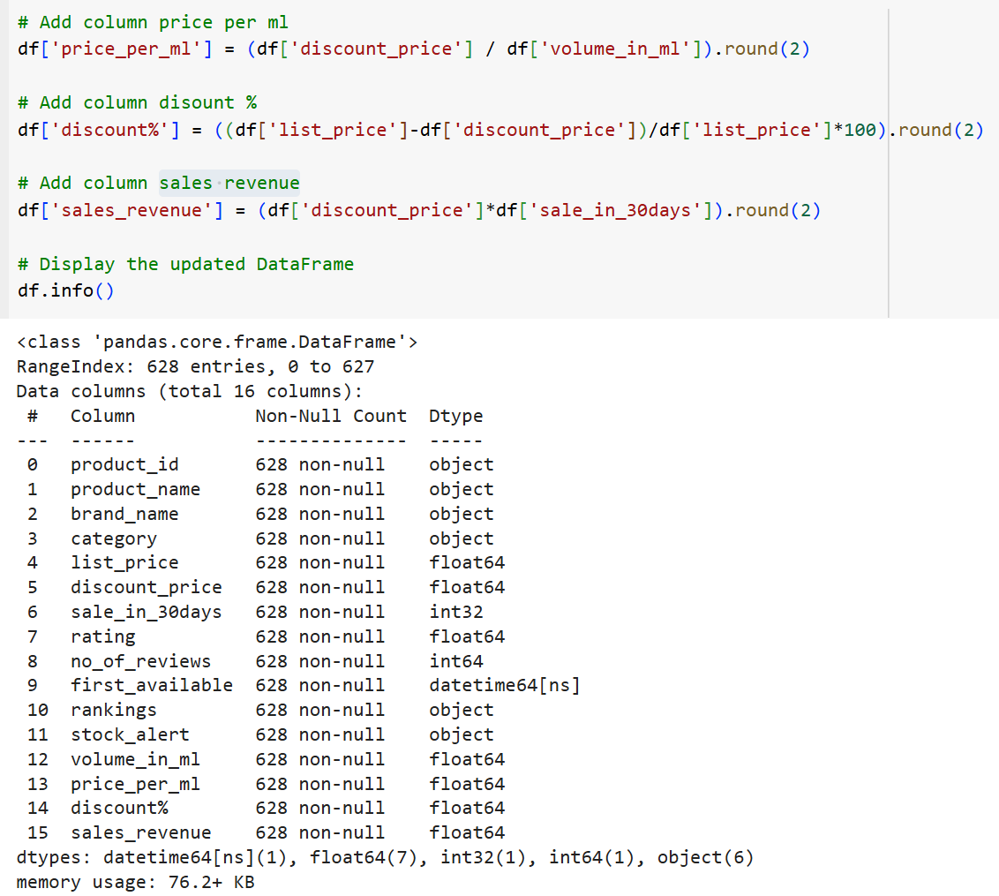 # Add column price per ml
df['price_per_ml'] = (df['discount_price'] / df['volume_in_ml']).round(2)
# Add column disount %
df['discount%'] = ((df['list_price']-df['discount_price'])/df['list_price']*100).round(2)
# Add column sales revenue
df['sales_revenue'] = (df['discount_price']*df['sale_in_30days']).round(2)
# Display the updated DataFrame
df.info()
<class 'pandas.core.frame.DataFrame'>
RangeIndex: 628 entries, 0 to 627
Data columns (total 16 columns):
 #   Column           Non-Null Count  Dtype
---  ------           --------------  -----
 0   product_id       628 non-null    object
 1   product_name     628 non-null    object
 2   brand_name       628 non-null    object
 3   category         628 non-null    object
 4   list_price       628 non-null    float64
 5   discount_price   628 non-null    float64
 6   sale_in_30days   628 non-null    int32
 7   rating           628 non-null    float64
 8   no_of_reviews    628 non-null    int64
 9   first_available  628 non-null    datetime64[ns]
 10  rankings         628 non-null    object
 11  stock_alert      628 non-null    object
 12  volume_in_ml     628 non-null    float64
 13  price_per_ml     628 non-null    float64
 14  discount%        628 non-null    float64
 15  sales_revenue    628 non-null    float64
dtypes: datetime64[ns](1), float64(7), int32(1), int64(1), object(6)
memory usage: 76.2+ KB